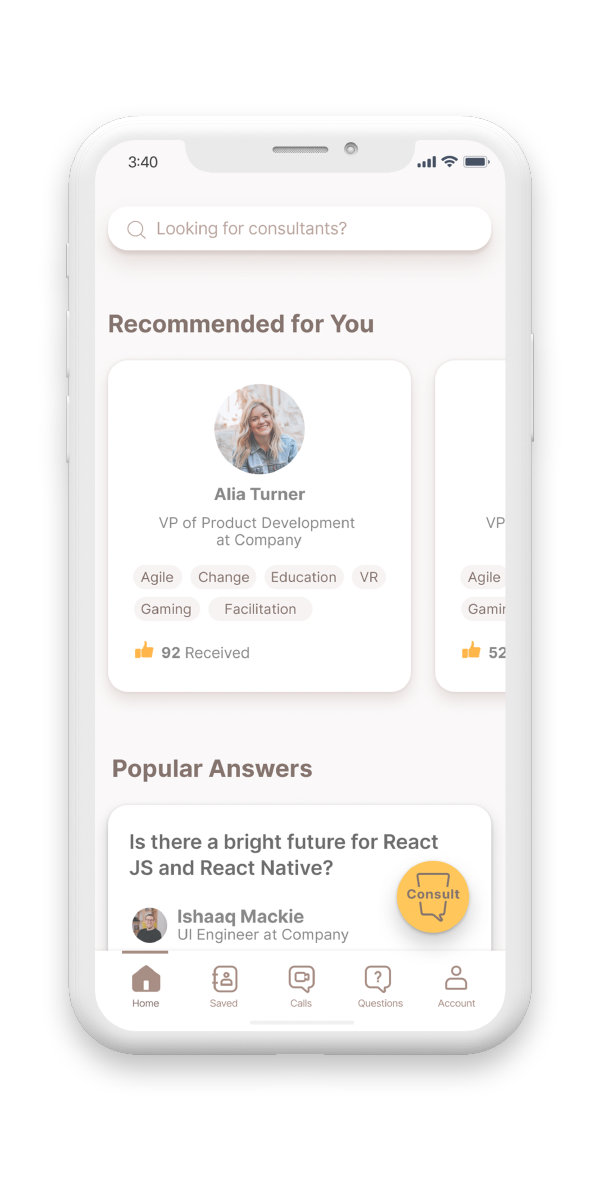 3:40
Looking for consultants?
Recommended for You
Alia Turner
VP of Product Development
at Company
Agile Change Education VR
Gaming Facilitation
92 Received
VP
Agile
Gamin
52
Popular Answers
Is there a bright future for React
JS and React Native?
Ishaaq Mackie
UI Engineer at Company
Consult
Home Saved Calls Questions Account